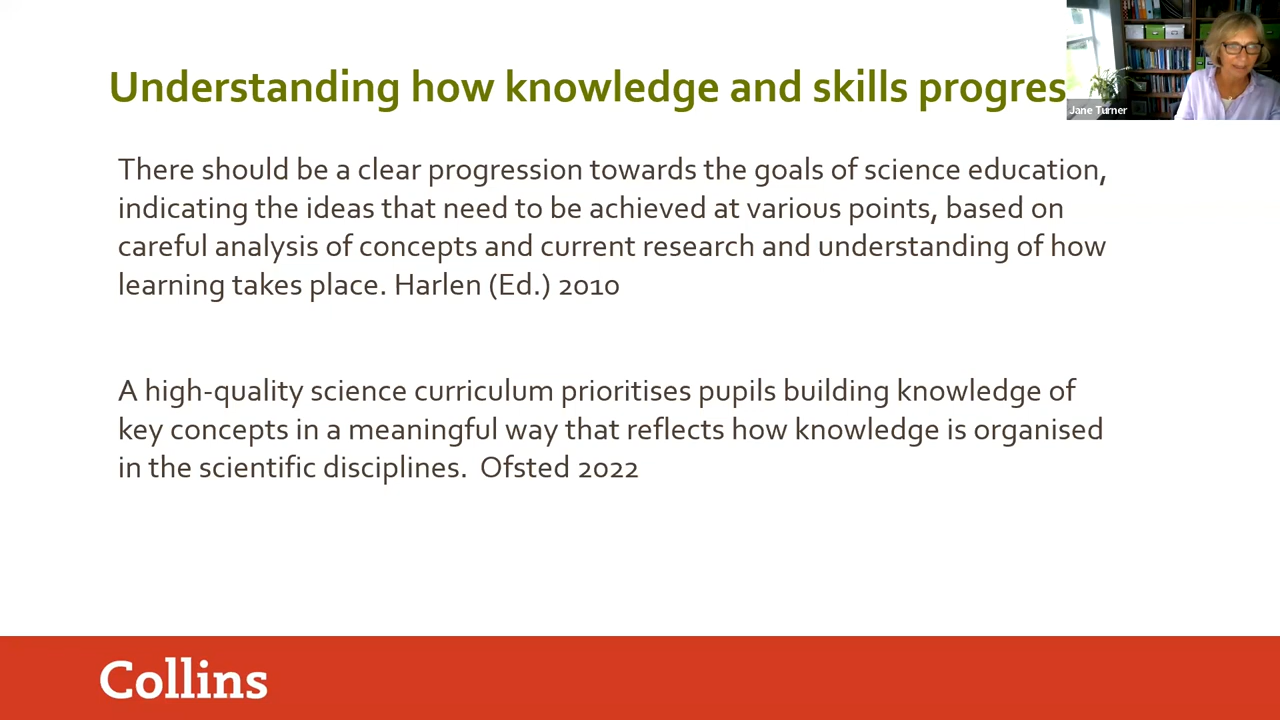 Understanding how knowledge and skills progres
Jane Turner
There should be a clear progression towards the goals of science education,
indicating the ideas that need to be achieved at various points, based on
careful analysis of concepts and current research and understanding of how
learning takes place. Harlen (Ed.) 2010
A high-quality science curriculum prioritises pupils building knowledge of
key concepts in a meaningful way that reflects how knowledge is organised
in the scientific disciplines. Ofsted 2022
Collins